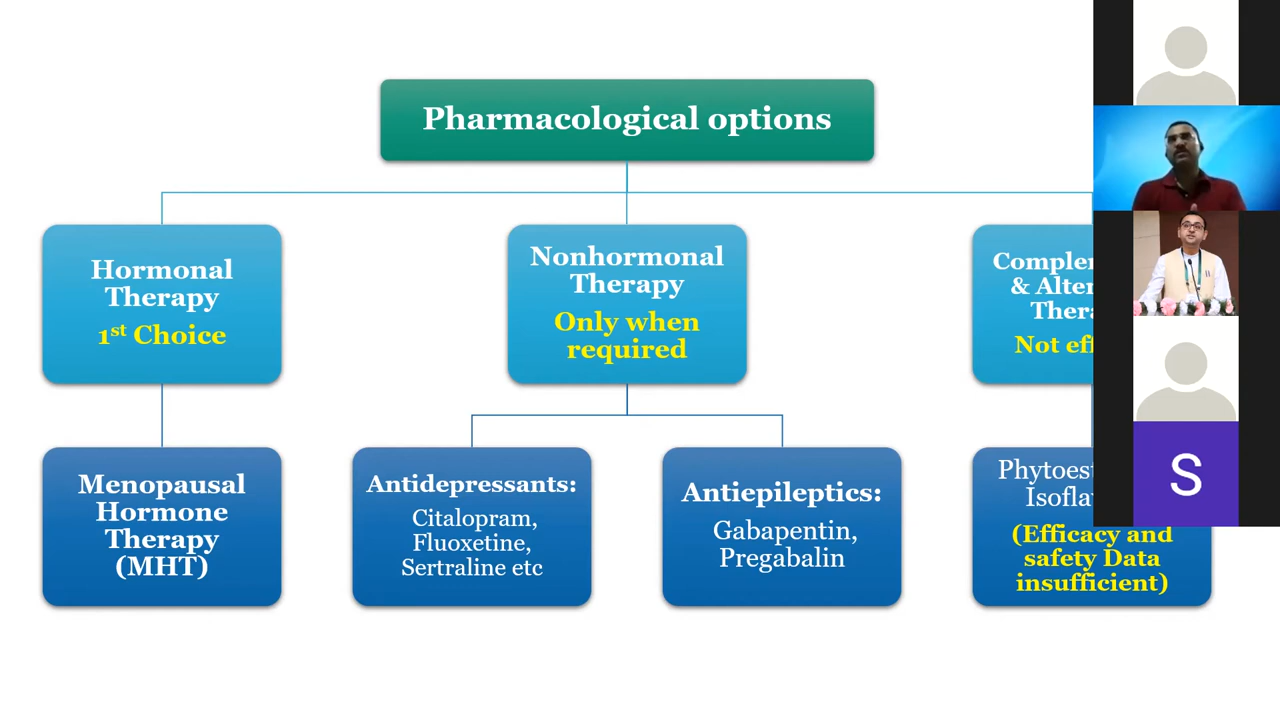 Pharmacological options
Hormonal
Therapy
1st Choice
Nonhormonal
Therapy
Only when
required
& 
Not
Menopausal
Hormone
Therapy
(MHT)
Antidepressants:
Citalopram,
Fluoxetine,
Sertraline etc
Antiepileptics:
Gabapentin,
Pregabalin
(Efficacy and
safety Data
insufficient)
S